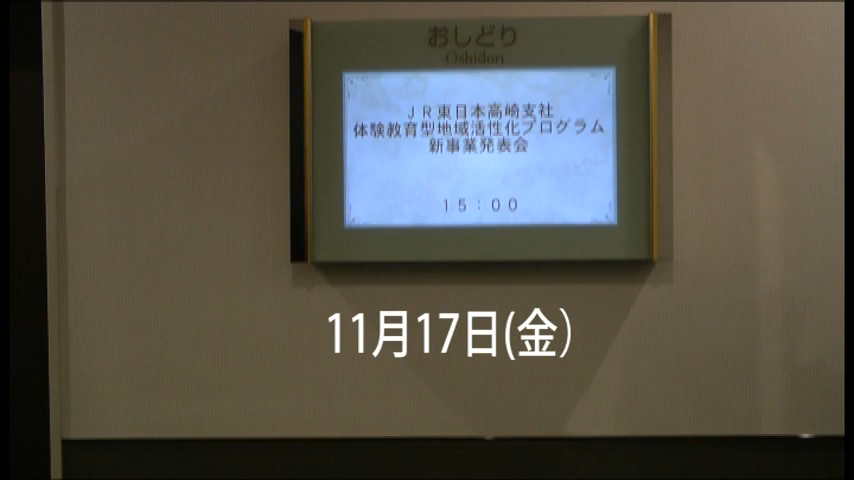 おしどり
Oshidori
ＪＲ東日本高崎支社
体験教育型地域活性化プログラム
新事業発表会
１５：００
11月17日(金)